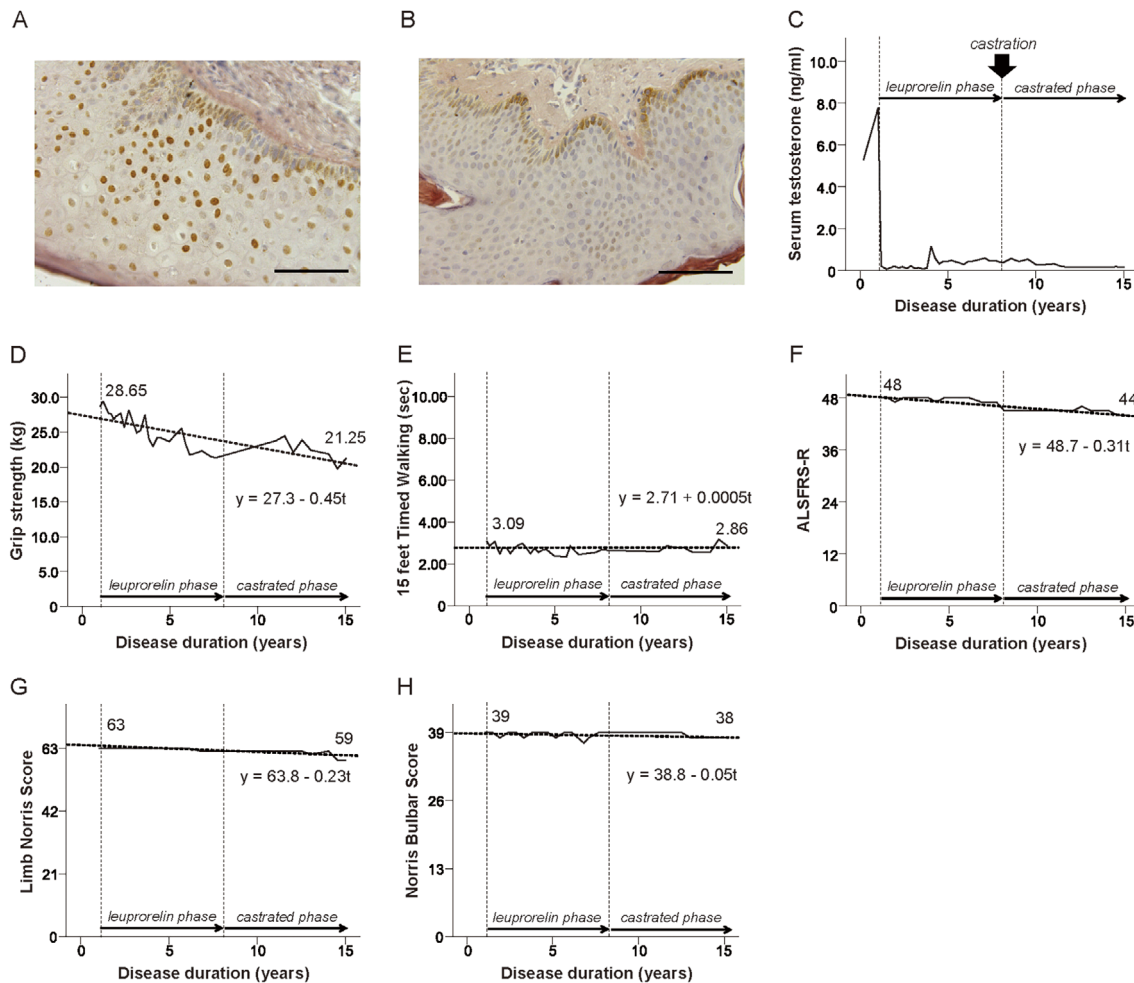 A
B
C
castration
leuprorelin phase
castrated phase
Serum testosterone (ng/ml)
10.0
8.0
6.0
4.0
2.0
0
0
5
10
15
Disease duration (years)
D
28.65
21.25
y = 27.3 - 0.45t
Grip strength (kg)
30.0
25.0
20.0
15.0
10.0
5.0
0
leuprorelin phase
castrated phase
0
5
10
15
Disease duration (years)
E
15 feet Timed Walking (sec)
10.00
8.00
6.00
4.00
2.00
0
y = 2.71 + 0.0005t
3.09
2.86
leuprorelin phase
castrated phase
0
5
10
15
Disease duration (years)
F
48
44
y = 48.7 - 0.31t
ALSFRS-R
48
36
24
12
0
leuprorelin phase
castrated phase
0
5
10
15
Disease duration (years)
G
63
59
y = 63.8 - 0.23t
Limb Norris Score
63
42
21
0
leuprorelin phase
castrated phase
0
5
10
15
Disease duration (years)
H
39
38
y = 38.8 - 0.05t
Norris Bulbar Score
39
26
13
0
leuprorelin phase
castrated phase
0
5
10
15
Disease duration (years)